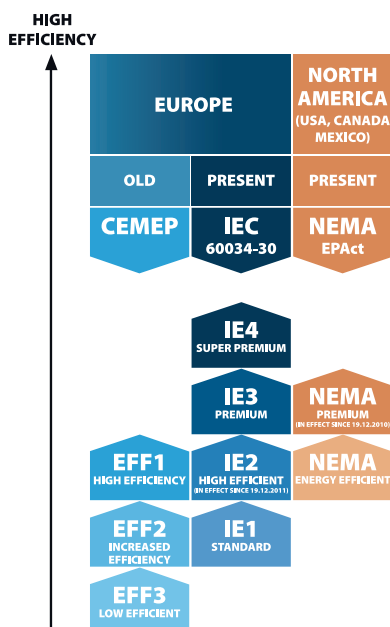 HIGH
EFFICIENCY
EUROPE
NORTH
AMERICA
(USA, CANADA
MEXICO)
OLD
PRESENT
PRESENT
CEMEP
IEC
60034-30
NEMA
EPAct
IE4
SUPER PREMIUM
IE3
PREMIUM
NEMA
PREMIUM
(IN EFFECT SINCE 19.12.2010)
EFF1
HIGH EFFICIENCY
IE2
HIGH EFFICIENT
(IN EFFECT SINCE 19.12.2011)
NEMA
ENERGY EFFICIENT
EFF2
INCREASED
EFFICIENCY
IE1
STANDARD
EFF3
LOW EFFICIENT